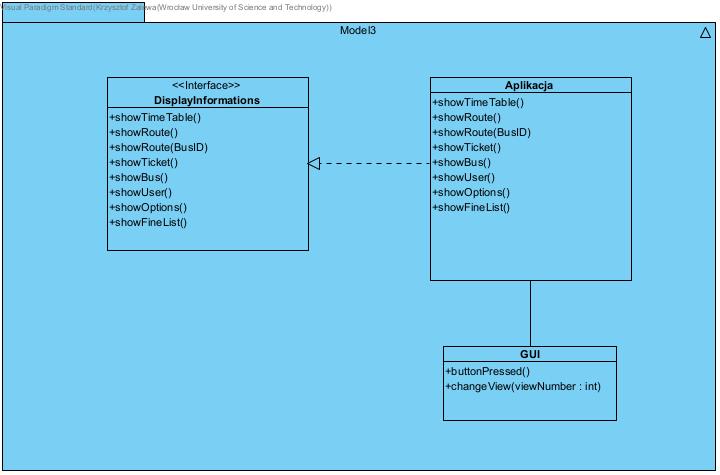 Visual Paradigm Standard(Krzysztof Zalewa(Wroclaw University of Science and Technology))
Model3
<<Interface>>
DisplayInformations
+showTimeTable()
+showRoute()
+showRoute(BusID)
+showTicket()
+showBus()
+showUser()
+showOptions()
+showFineList()
Aplikacja
+showTimeTable()
+showRoute()
+showRoute(BusID)
+showTicket()
+showBus()
+showUser()
+showOptions()
+showFineList()
GUI
+buttonPressed()
+changeView(viewNumber : int)